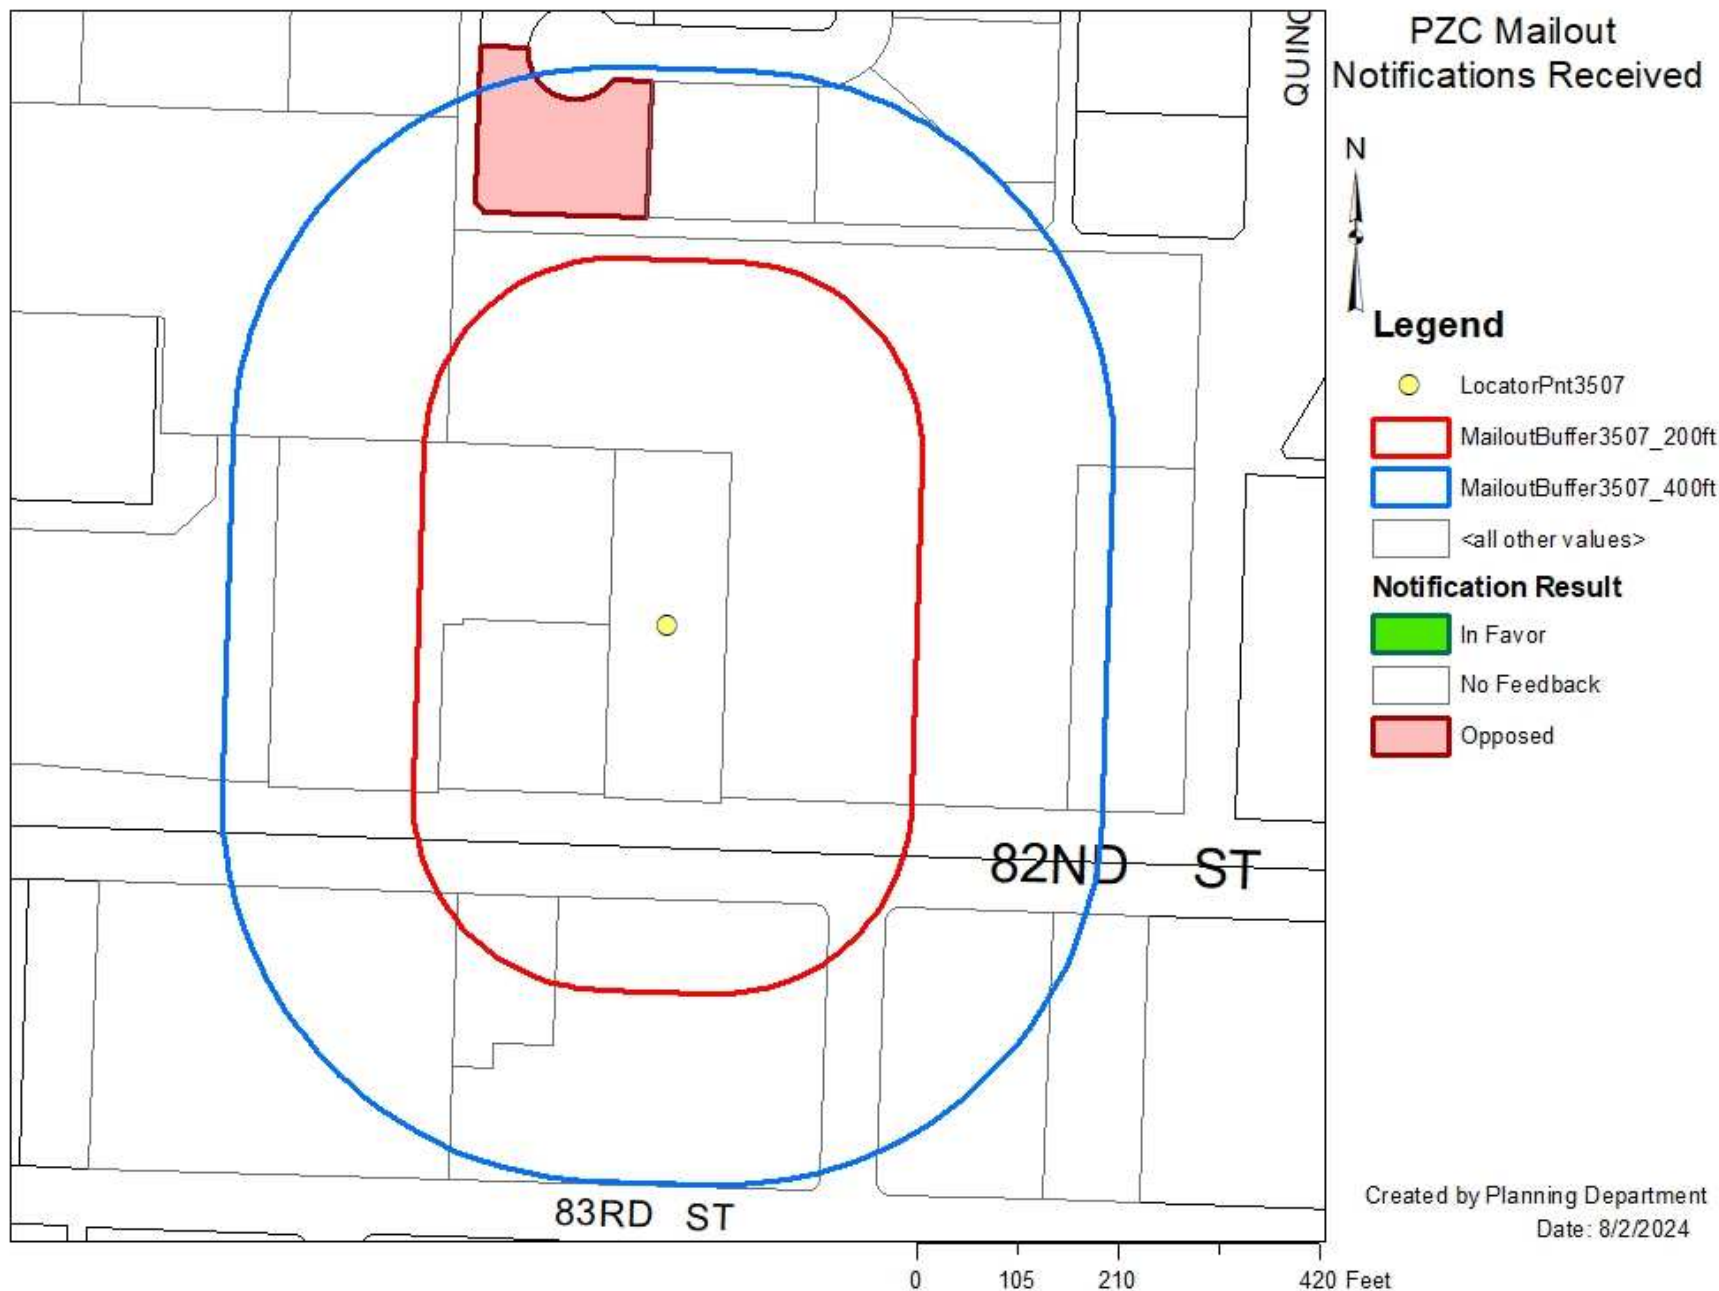 PZC Mailout
Notifications Received
QUINC
N
Legend
LocatorPnt3507
MailoutBuffer3507_200ft
MailoutBuffer3507_400ft
<all other values>
Notification Result
In Favor
No Feedback
Opposed
82ND ST
83RD ST
Created by Planning Department
Date: 8/2/2024
0 105 210 420 Feet